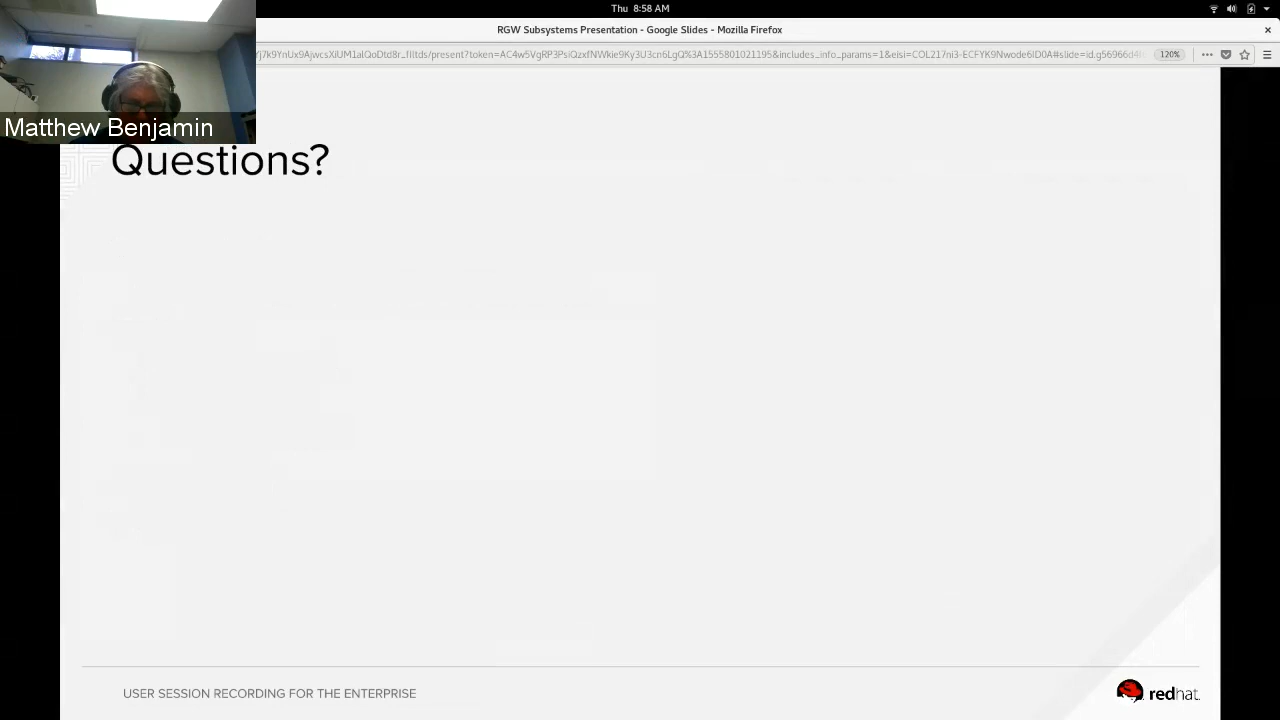 Thu 8:58 AM
RGW Subsystems Presentation - Google Slides - Mozilla Firefox
120%
Matthew Benjamin
Questions?
USER SESSION RECORDING FOR THE ENTERPRISE
redhat.